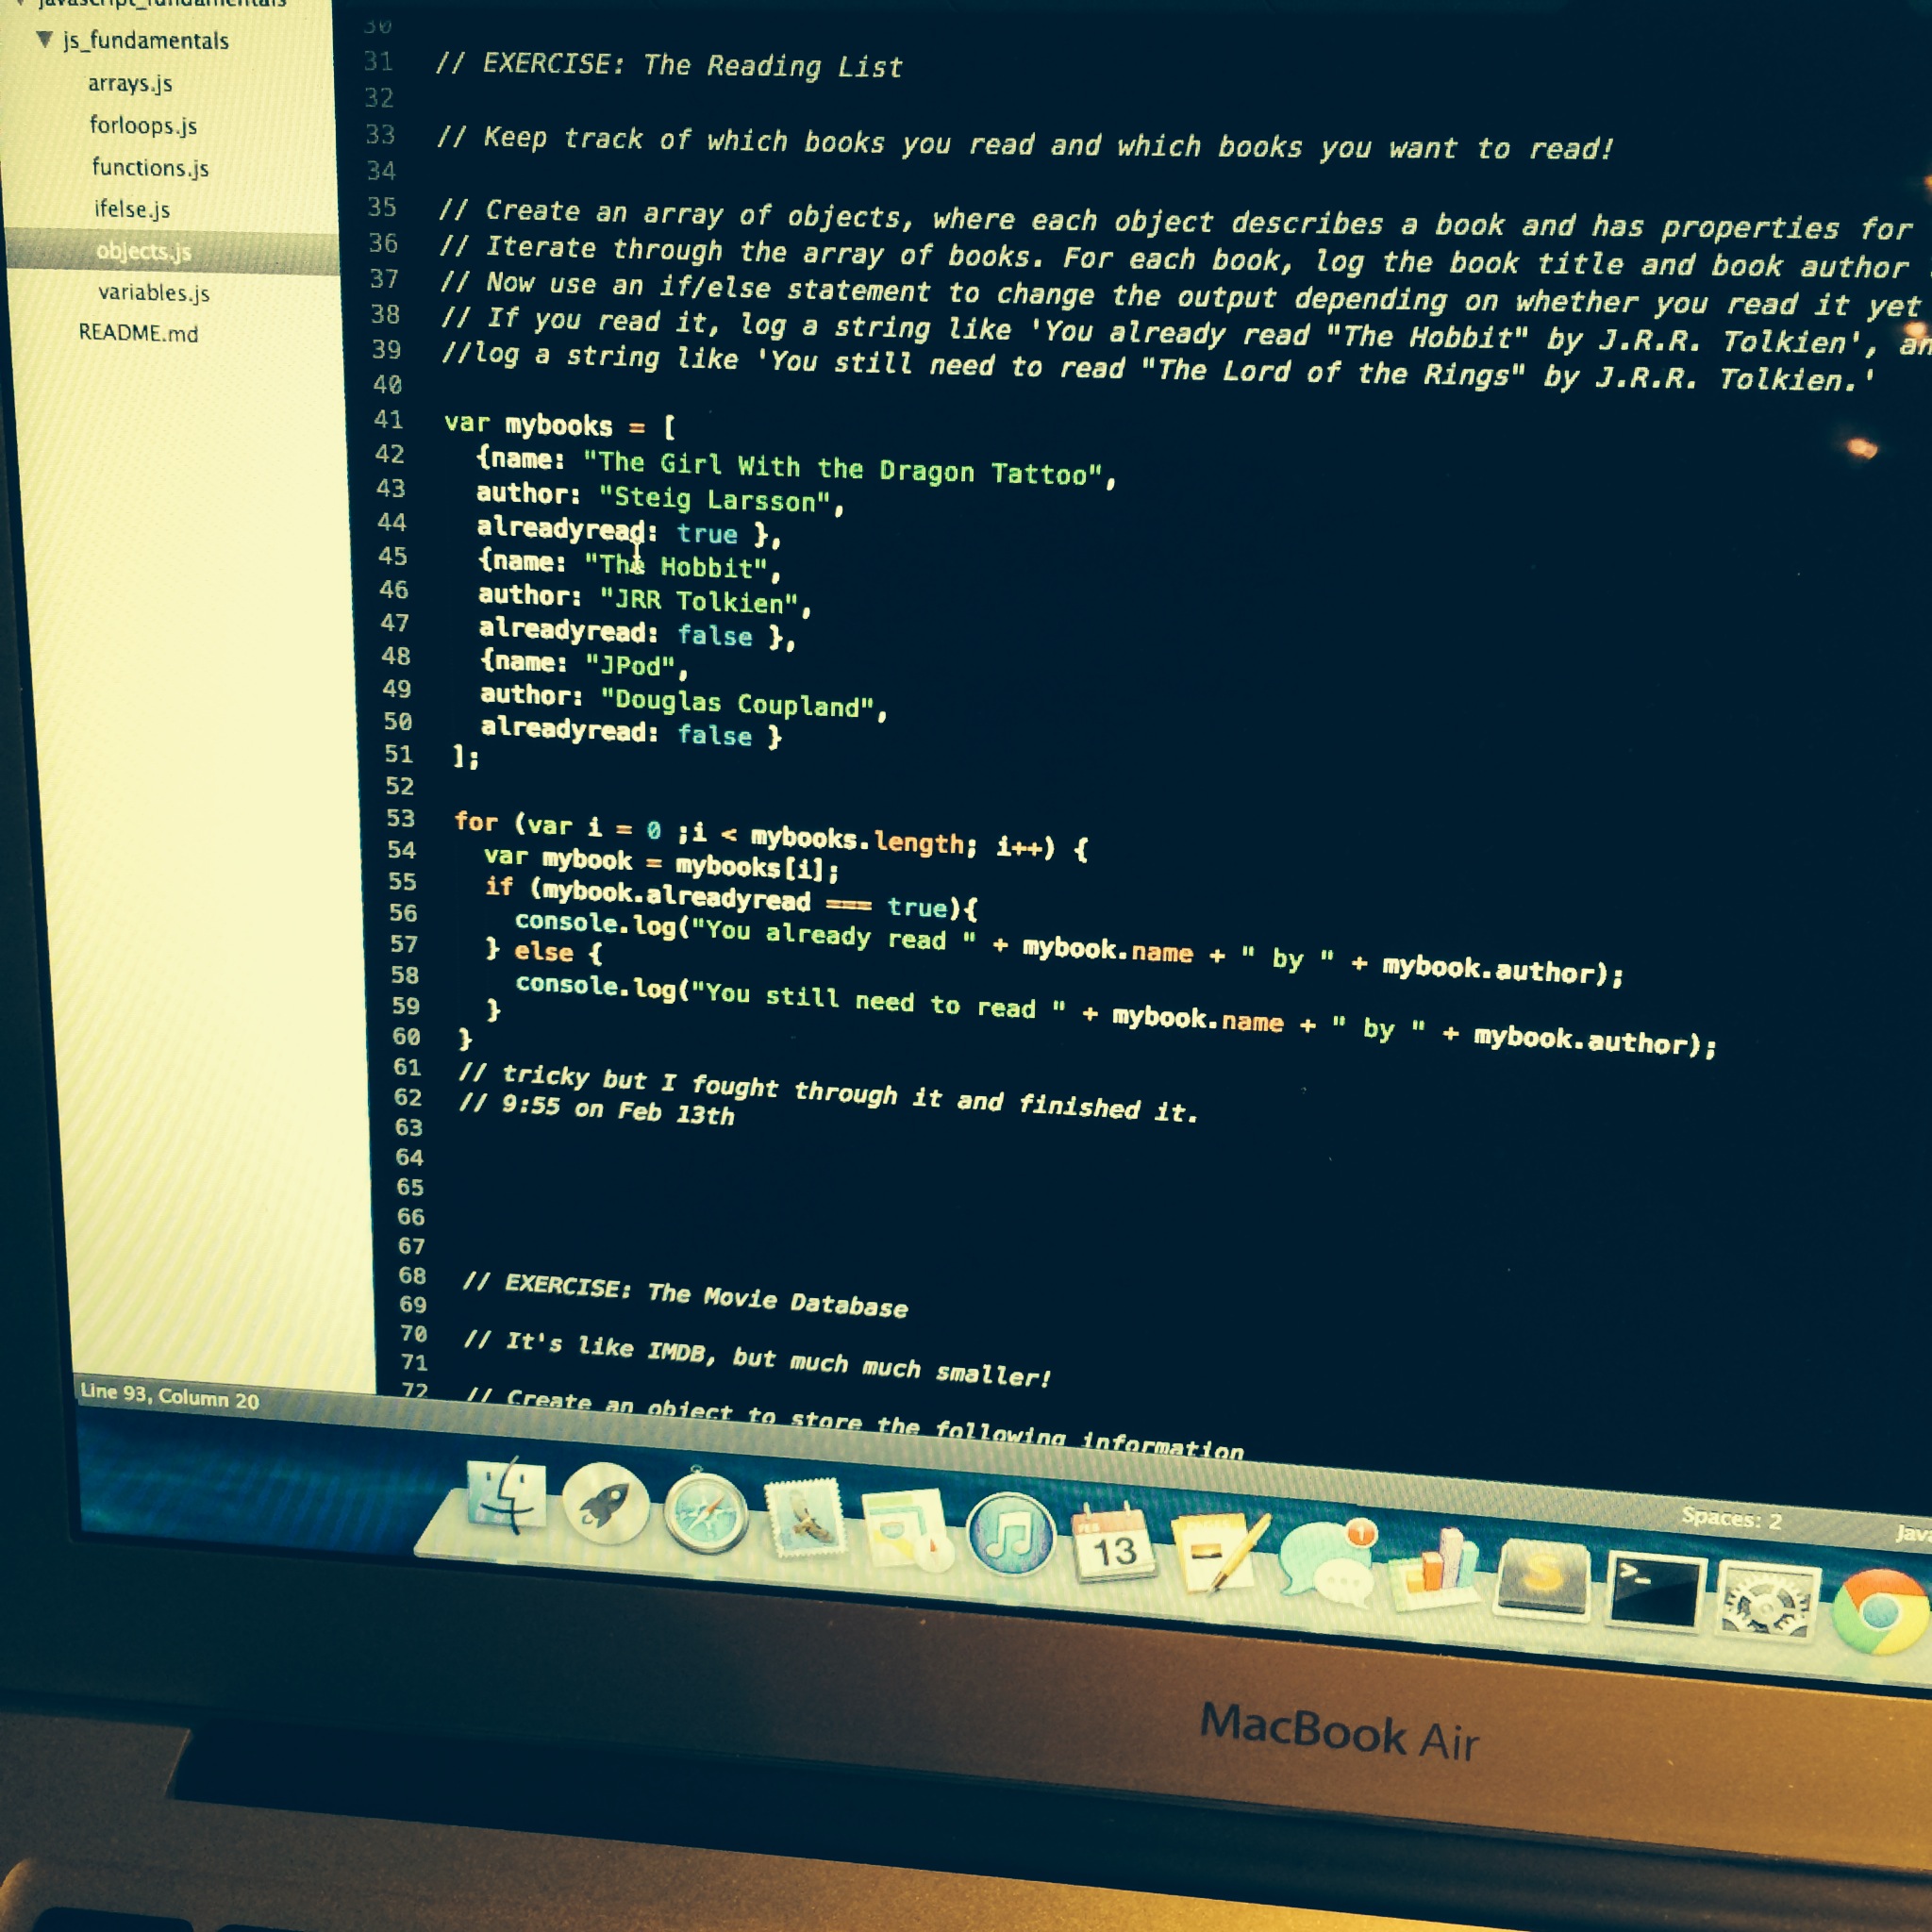 javascript_fundamentals
js_fundamentals
arrays.js
forloops.js
functions.js
ifelse.js
objects.js
variables.js
README.md
30
31 // EXERCISE: The Reading List
32
33 // Keep track of which books you read and which books you want to read!
34
35 // Create an array of objects, where each object describes a book and has properties for
36 // Iterate through the array of books. For each book, log the book title and book author
37 // Now use an if/else statement to change the output depending on whether you read it yet
38 // If you read it, log a string like 'You already read "The Hobbit" by J.R.R. Tolkien', an
39 //log a string like 'You still need to read "The Lord of the Rings" by J.R.R. Tolkien.'
40
41 var mybooks = [
42 {name: "The Girl With the Dragon Tattoo",
43 author: "Steig Larsson",
44 alreadyread: true },
45 {name: "The Hobbit",
46 author: "JRR Tolkien",
47 alreadyread: false },
48 {name: "JPod",
49 author: "Douglas Coupland",
50 alreadyread: false }
51 ];
52
53 for (var i = 0 ;i < mybooks.length; i++) {
54 var mybook = mybooks[i];
55 if (mybook.alreadyread === true){
56 console.log("You already read " + mybook.name + " by " + mybook.author);
57 } else {
58 console.log("You still need to read " + mybook.name + " by " + mybook.author);
59 }
60 }
61 // tricky but I fought through it and finished it.
62 // 9:55 on Feb 13th
63
64
65
66
67
68 // EXERCISE: The Movie Database
69
70 // It's like IMDB, but much much smaller!
71
72 // Create an object to store the following information
Line 93, Column 20
Spaces: 2
Java
FEB
13
1
S
>_
MacBook Air